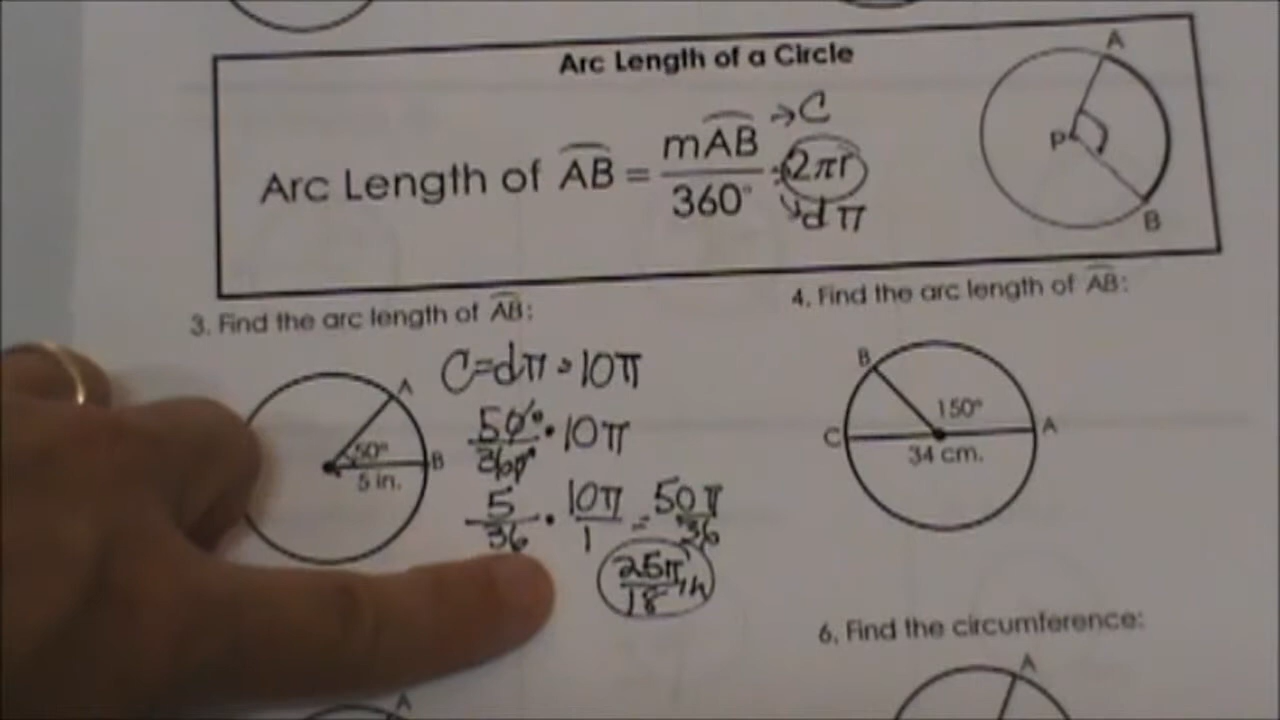 Arc Length of a Circle
Arc Length of AB = mAB/360° · 2πr
→C
↘dπ
A
P
B
3. Find the arc length of AB:
C=dπ=10π
50°/360° · 10π
5/36 · 10π/1 = 50π/36
25π/18 in
A
50°
B
5 in.
4. Find the arc length of AB:
B
150°
C
A
34 cm.
6. Find the circumference:
A
A